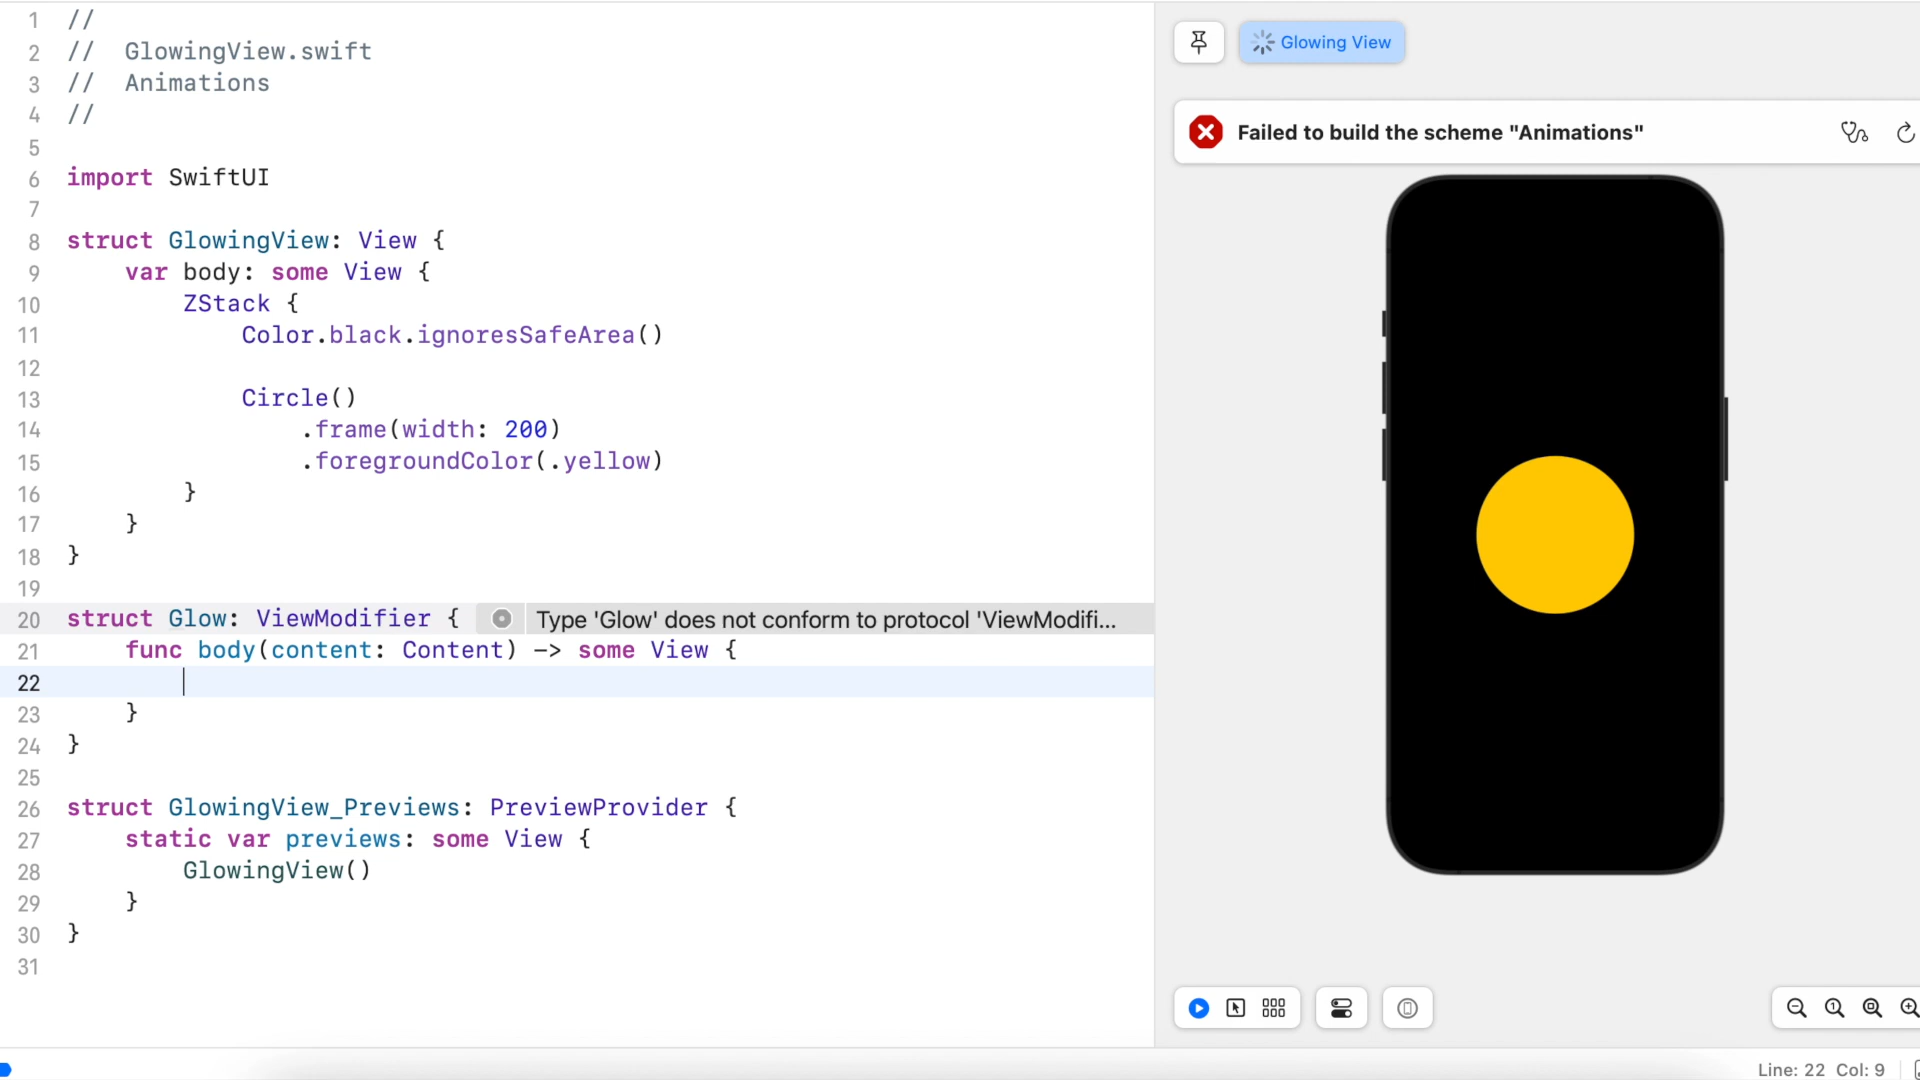 1 //
2 // GlowingView.swift
3 // Animations
4 //
5
6 import SwiftUI
7
8 struct GlowingView: View {
9 var body: some View {
10 ZStack {
11 Color.black.ignoresSafeArea()
12
13 Circle()
14 .frame(width: 200)
15 .foregroundColor(.yellow)
16 }
17 }
18 }
19
20 struct Glow: ViewModifier { Type 'Glow' does not conform to protocol 'ViewModifi...
21 func body(content: Content) -> some View {
22
23 }
24 }
25
26 struct GlowingView_Previews: PreviewProvider {
27 static var previews: some View {
28 GlowingView()
29 }
30 }
31
Glowing View
Failed to build the scheme "Animations"
Line: 22 Col: 9